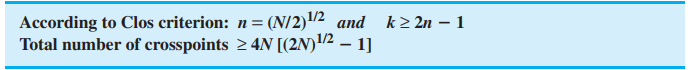 According to Clos criterion: n = (N/2)^1/2 and k ≥ 2n − 1
Total number of crosspoints ≥ 4N [(2N)^1/2 − 1]